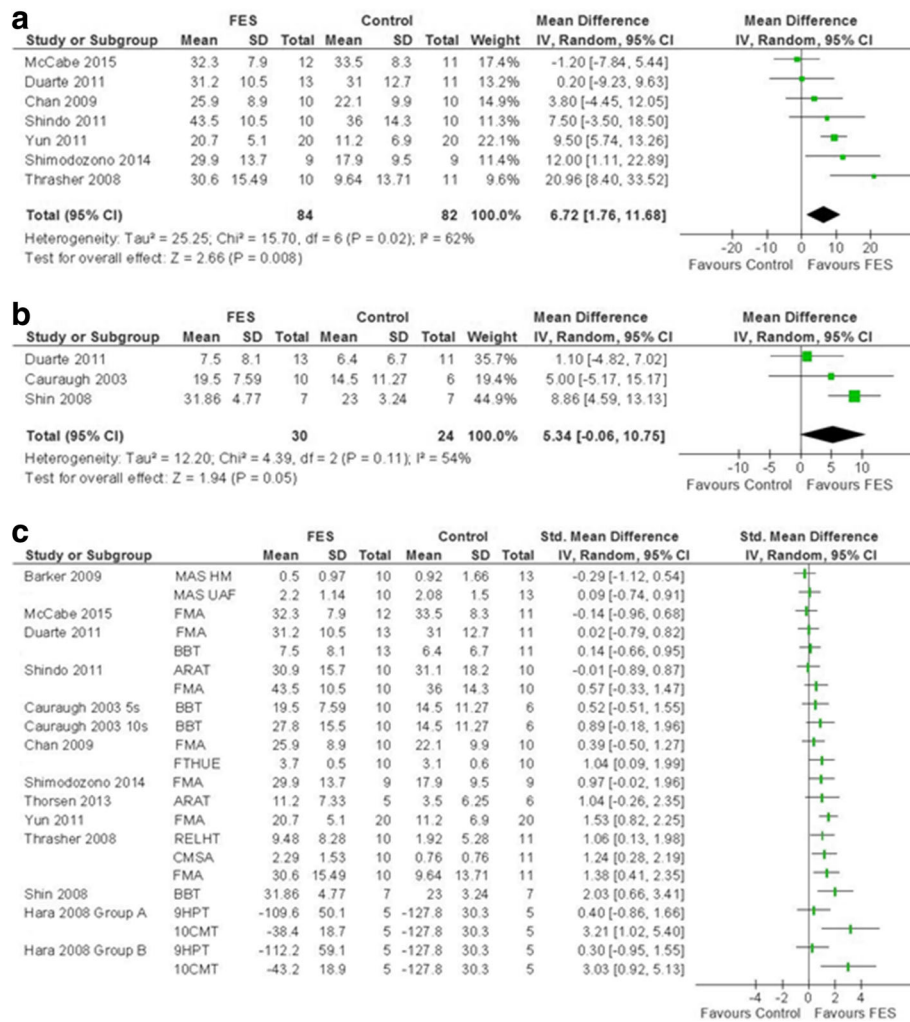 a
FES Control Mean Difference Mean Difference
Study or Subgroup Mean SD Total Mean SD Total Weight IV, Random, 95% CI IV, Random, 95% CI
McCabe 2015 32.3 7.9 12 33.5 8.3 11 17.4% -1.20 [-7.84, 5.44]
Duarte 2011 31.2 10.5 13 31 12.7 11 13.2% 0.20 [-9.23, 9.63]
Chan 2009 25.9 8.9 10 22.1 9.9 10 14.9% 3.80 [-4.45, 12.05]
Shindo 2011 43.5 10.5 10 36 14.3 10 11.3% 7.50 [-3.50, 18.50]
Yun 2011 20.7 5.1 20 11.2 6.9 20 22.1% 9.50 [5.74, 13.26]
Shimodozono 2014 29.9 13.7 9 17.9 9.5 9 11.4% 12.00 [1.11, 22.89]
Thrasher 2008 30.6 15.49 10 9.64 13.71 11 9.6% 20.96 [8.40, 33.52]
Total (95% CI) 84 82 100.0% 6.72 [1.76, 11.68]
Heterogeneity: Tau² = 25.25; Chi² = 15.70, df = 6 (P = 0.02); I² = 62%
Test for overall effect: Z = 2.66 (P = 0.008)
-20 -10 0 10 20
Favours Control Favours FES
b
FES Control Mean Difference Mean Difference
Study or Subgroup Mean SD Total Mean SD Total Weight IV, Random, 95% CI IV, Random, 95% CI
Duarte 2011 7.5 8.1 13 6.4 6.7 11 35.7% 1.10 [-4.82, 7.02]
Cauraugh 2003 19.5 7.59 10 14.5 11.27 6 19.4% 5.00 [-5.17, 15.17]
Shin 2008 31.86 4.77 7 23 3.24 7 44.9% 8.86 [4.59, 13.13]
Total (95% CI) 30 24 100.0% 5.34 [-0.06, 10.75]
Heterogeneity: Tau² = 12.20; Chi² = 4.39, df = 2 (P = 0.11); I² = 54%
Test for overall effect: Z = 1.94 (P = 0.05)
-10 -5 0 5 10
Favours Control Favours FES
c
FES Control Std. Mean Difference Std. Mean Difference
Study or Subgroup Mean SD Total Mean SD Total IV, Random, 95% CI IV, Random, 95% CI
Barker 2009 MAS HM 0.5 0.97 10 0.92 1.66 13 -0.29 [-1.12, 0.54]
MAS UAF 2.2 1.14 10 2.08 1.5 13 0.09 [-0.74, 0.91]
McCabe 2015 FMA 32.3 7.9 12 33.5 8.3 11 -0.14 [-0.96, 0.68]
Duarte 2011 FMA 31.2 10.5 13 31 12.7 11 0.02 [-0.79, 0.82]
BBT 7.5 8.1 13 6.4 6.7 11 0.14 [-0.66, 0.95]
Shindo 2011 ARAT 30.9 15.7 10 31.1 18.2 10 -0.01 [-0.89, 0.87]
FMA 43.5 10.5 10 36 14.3 10 0.57 [-0.33, 1.47]
Cauraugh 2003 5s BBT 19.5 7.59 10 14.5 11.27 6 0.52 [-0.51, 1.55]
Cauraugh 2003 10s BBT 27.8 15.5 10 14.5 11.27 6 0.89 [-0.18, 1.96]
Chan 2009 FMA 25.9 8.9 10 22.1 9.9 10 0.39 [-0.50, 1.27]
FTHUE 3.7 0.5 10 3.1 0.6 10 1.04 [0.09, 1.99]
Shimodozono 2014 FMA 29.9 13.7 9 17.9 9.5 9 0.97 [-0.02, 1.96]
Thorsen 2013 ARAT 11.2 7.33 5 3.5 6.25 6 1.04 [-0.26, 2.35]
Yun 2011 FMA 20.7 5.1 20 11.2 6.9 20 1.53 [0.82, 2.25]
Thrasher 2008 RELHT 9.48 8.28 10 1.92 5.28 11 1.06 [0.13, 1.98]
CMSA 2.29 1.53 10 0.76 0.76 11 1.24 [0.28, 2.19]
FMA 30.6 15.49 10 9.64 13.71 11 1.38 [0.41, 2.35]
Shin 2008 BBT 31.86 4.77 7 23 3.24 7 2.03 [0.66, 3.41]
Hara 2008 Group A 9HPT -109.6 50.1 5 -127.8 30.3 5 0.40 [-0.86, 1.66]
10CMT -38.4 18.7 5 -127.8 30.3 5 3.21 [1.02, 5.40]
Hara 2008 Group B 9HPT -112.2 59.1 5 -127.8 30.3 5 0.30 [-0.95, 1.55]
10CMT -43.2 18.9 5 -127.8 30.3 5 3.03 [0.92, 5.13]
-4 -2 0 2 4
Favours Control Favours FES